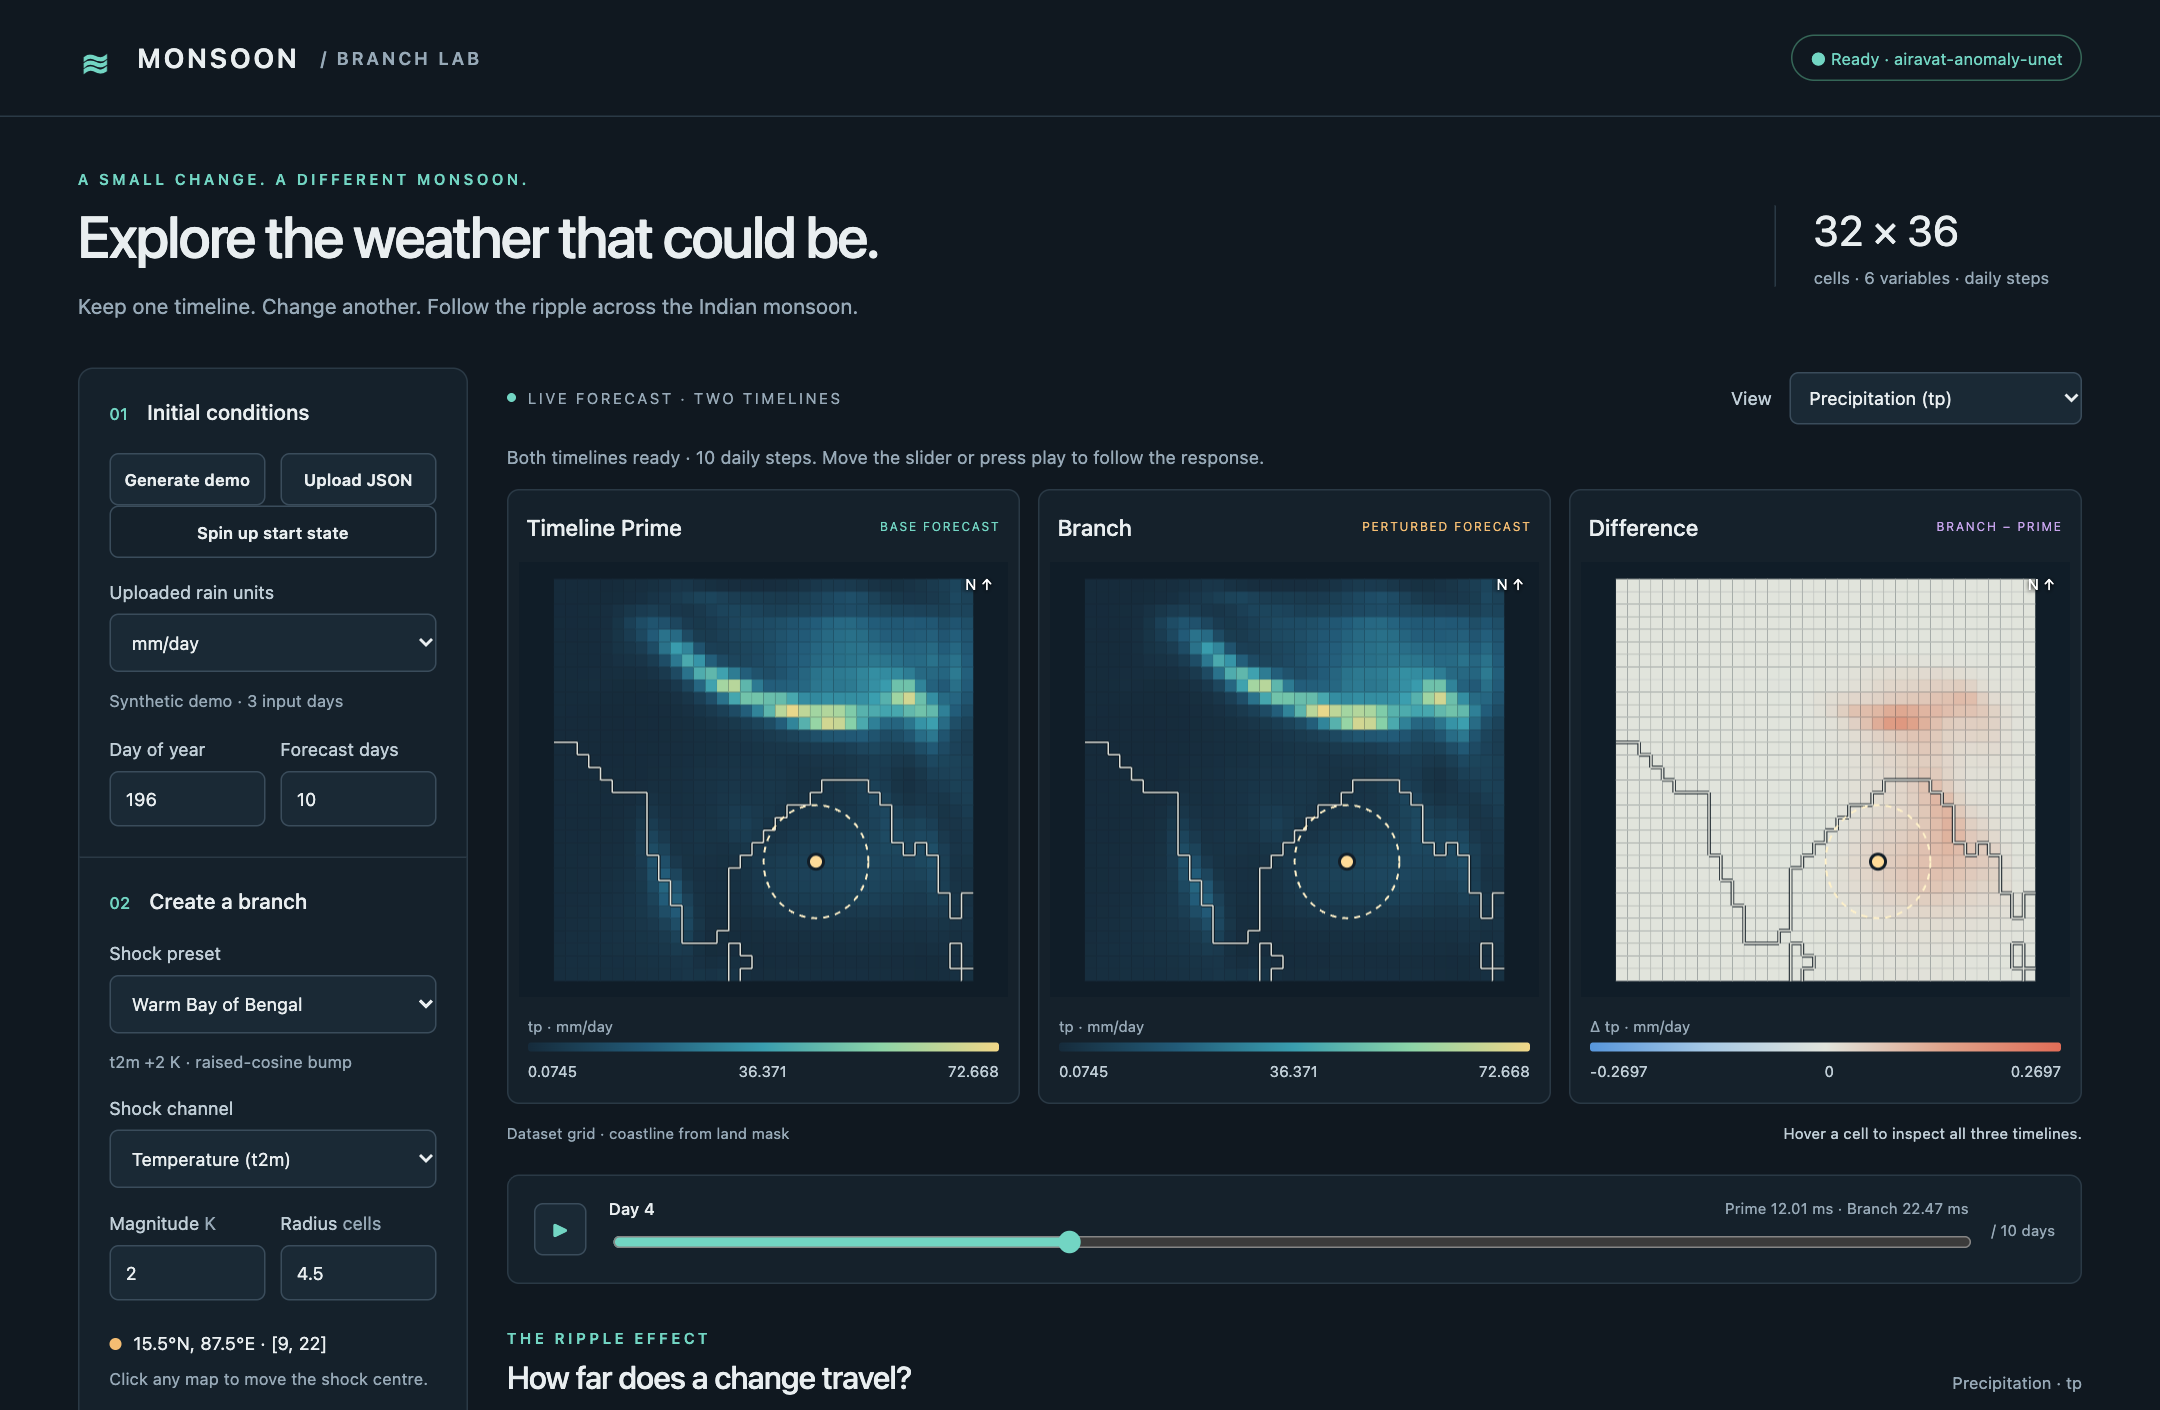 MONSOON / BRANCH LAB
Ready · airavat-anomaly-unet
A SMALL CHANGE. A DIFFERENT MONSOON.
Explore the weather that could be.
Keep one timeline. Change another. Follow the ripple across the Indian monsoon.
32 × 36
cells · 6 variables · daily steps
01 Initial conditions
Generate demo
Upload JSON
Spin up start state
Uploaded rain units
mm/day
Synthetic demo · 3 input days
Day of year
Forecast days
196
10
02 Create a branch
Shock preset
Warm Bay of Bengal
t2m +2 K · raised-cosine bump
Shock channel
Temperature (t2m)
Magnitude K
Radius cells
2
4.5
15.5°N, 87.5°E · [9, 22]
Click any map to move the shock centre.
LIVE FORECAST · TWO TIMELINES
View
Precipitation (tp)
Both timelines ready · 10 daily steps. Move the slider or press play to follow the response.
Timeline Prime
BASE FORECAST
N ↑
tp · mm/day
0.0745 36.371 72.668
Branch
PERTURBED FORECAST
N ↑
tp · mm/day
0.0745 36.371 72.668
Difference
BRANCH – PRIME
N ↑
Δ tp · mm/day
-0.2697 0 0.2697
Dataset grid · coastline from land mask
Hover a cell to inspect all three timelines.
Day 4
Prime 12.01 ms · Branch 22.47 ms
/ 10 days
THE RIPPLE EFFECT
How far does a change travel?
Precipitation · tp